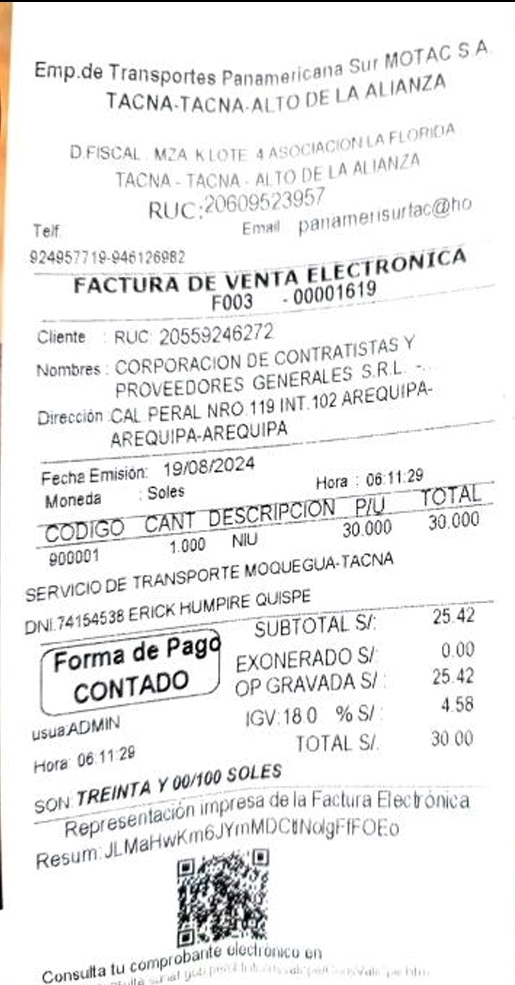 Emp.de Transportes Panamericana Sur MOTAC S.A.
TACNA-TACNA-ALTO DE LA ALIANZA
D.FISCAL. MZA K LOTE 4 ASOCIACION LA FLORIDA
TACNA - TACNA - ALTO DE LA ALIANZA
RUC:20609523957
Telf. Email panamerisurtac@ho
924957719-946126982
FACTURA DE VENTA ELECTRONICA
F003 - 00001619
Cliente : RUC: 20559246272
Nombres : CORPORACION DE CONTRATISTAS Y
PROVEEDORES GENERALES S.R.L. -...
Dirección :CAL PERAL NRO.119 INT.102 AREQUIPA-
AREQUIPA-AREQUIPA
Fecha Emisión: 19/08/2024 Hora : 06:11:29
Moneda : Soles
CODIGO CANT DESCRIPCION P/U TOTAL
900001 1.000 NIU 30.000 30.000
SERVICIO DE TRANSPORTE MOQUEGUA-TACNA
DNI.74154538 ERICK HUMPIRE QUISPE
SUBTOTAL S/: 25.42
EXONERADO S/: 0.00
OP GRAVADA S/ : 25.42
IGV:18.0 % S/ : 4.58
TOTAL S/. 30.00
Forma de Pago
CONTADO
usua:ADMIN
Hora: 06:11:29
SON: TREINTA Y 00/100 SOLES
Representación impresa de la Factura Electrónica
Resum:
Consulta tu comprobante electrónico en